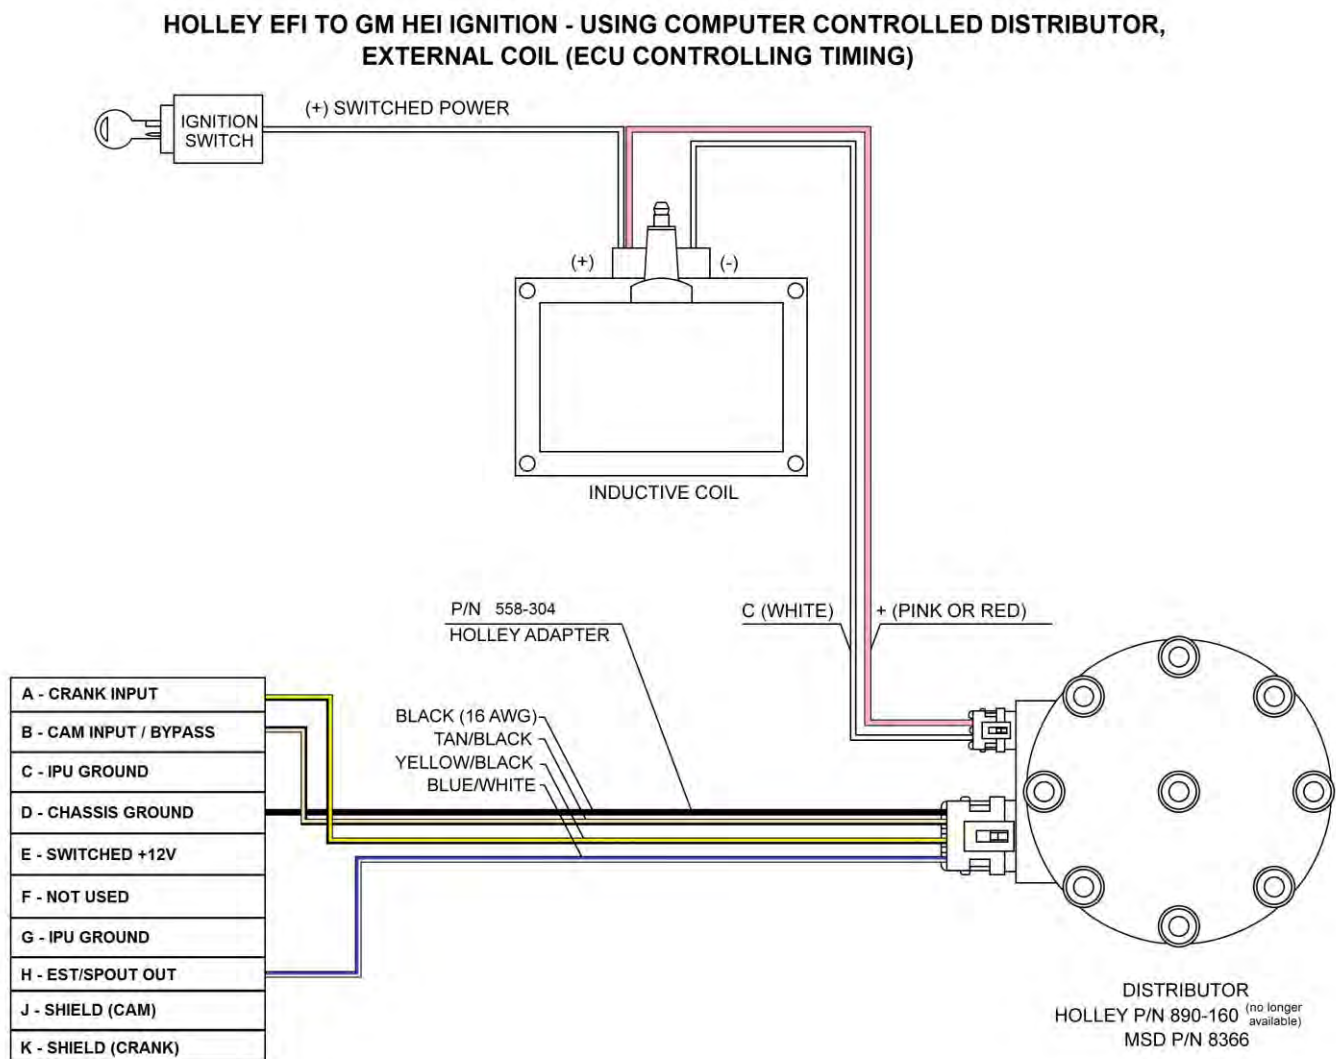 HOLLEY EFI TO GM HEI IGNITION - USING COMPUTER CONTROLLED DISTRIBUTOR,
EXTERNAL COIL (ECU CONTROLLING TIMING)
IGNITION
SWITCH
(+) SWITCHED POWER
(+)
(-)
INDUCTIVE COIL
P/N 558-304
HOLLEY ADAPTER
C (WHITE)
+ (PINK OR RED)
BLACK (16 AWG)
TAN/BLACK
YELLOW/BLACK
BLUE/WHITE
A - CRANK INPUT
B - CAM INPUT / BYPASS
C - IPU GROUND
D - CHASSIS GROUND
E - SWITCHED +12V
F - NOT USED
G - IPU GROUND
H - EST/SPOUT OUT
J - SHIELD (CAM)
K - SHIELD (CRANK)
DISTRIBUTOR
HOLLEY P/N 890-160 (no longer
available)
MSD P/N 8366